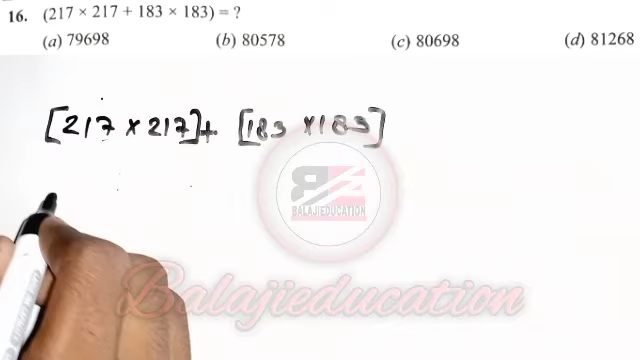 16. (217 × 217 + 183 × 183) = ?
(a) 79698 (b) 80578 (c) 80698 (d) 81268
[217 × 217] + [183 × 183]
BALAJIEDUCATION
Balajieducation